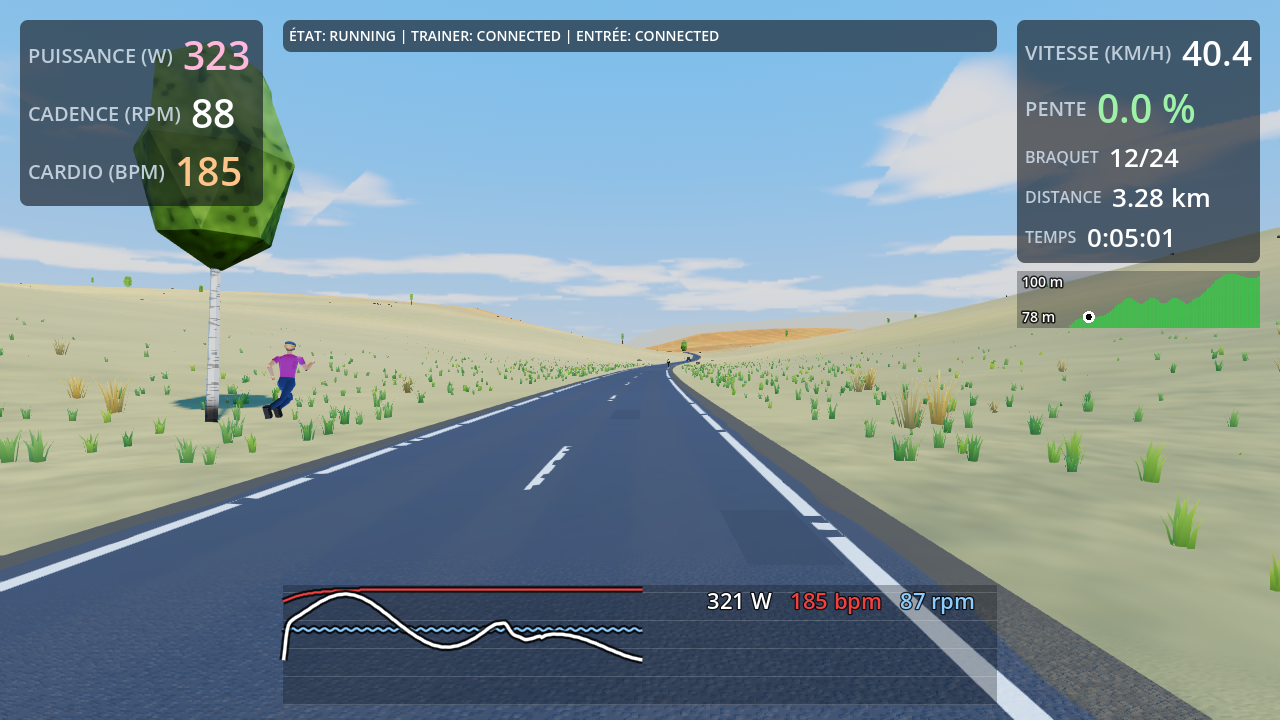 PUISSANCE (W) 323
CADENCE (RPM) 88
CARDIO (BPM) 185
ÉTAT: RUNNING | TRAINER: CONNECTED | ENTRÉE: CONNECTED
VITESSE (KM/H) 40.4
PENTE 0.0 %
BRAQUET 12/24
DISTANCE 3.28 km
TEMPS 0:05:01
100 m
78 m
321 W 185 bpm 87 rpm